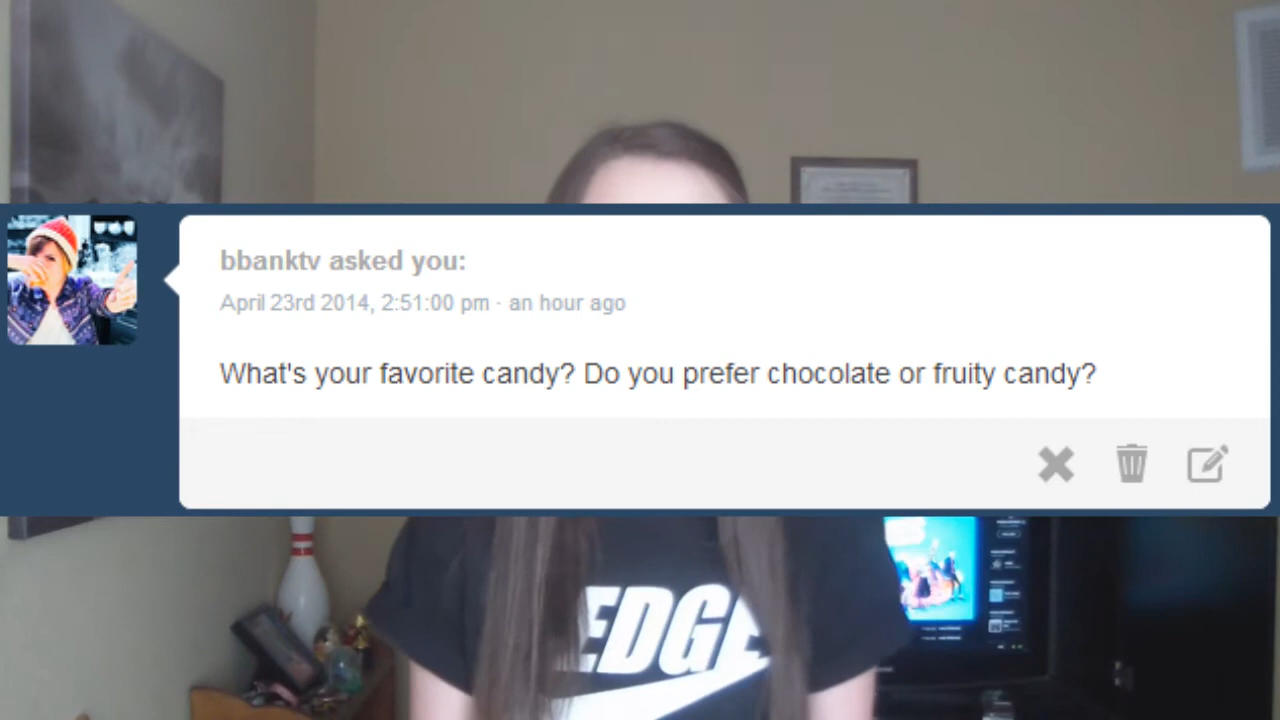 bbanktv asked you:
April 23rd 2014, 2:51:00 pm · an hour ago
What's your favorite candy? Do you prefer chocolate or fruity candy?
EDGE